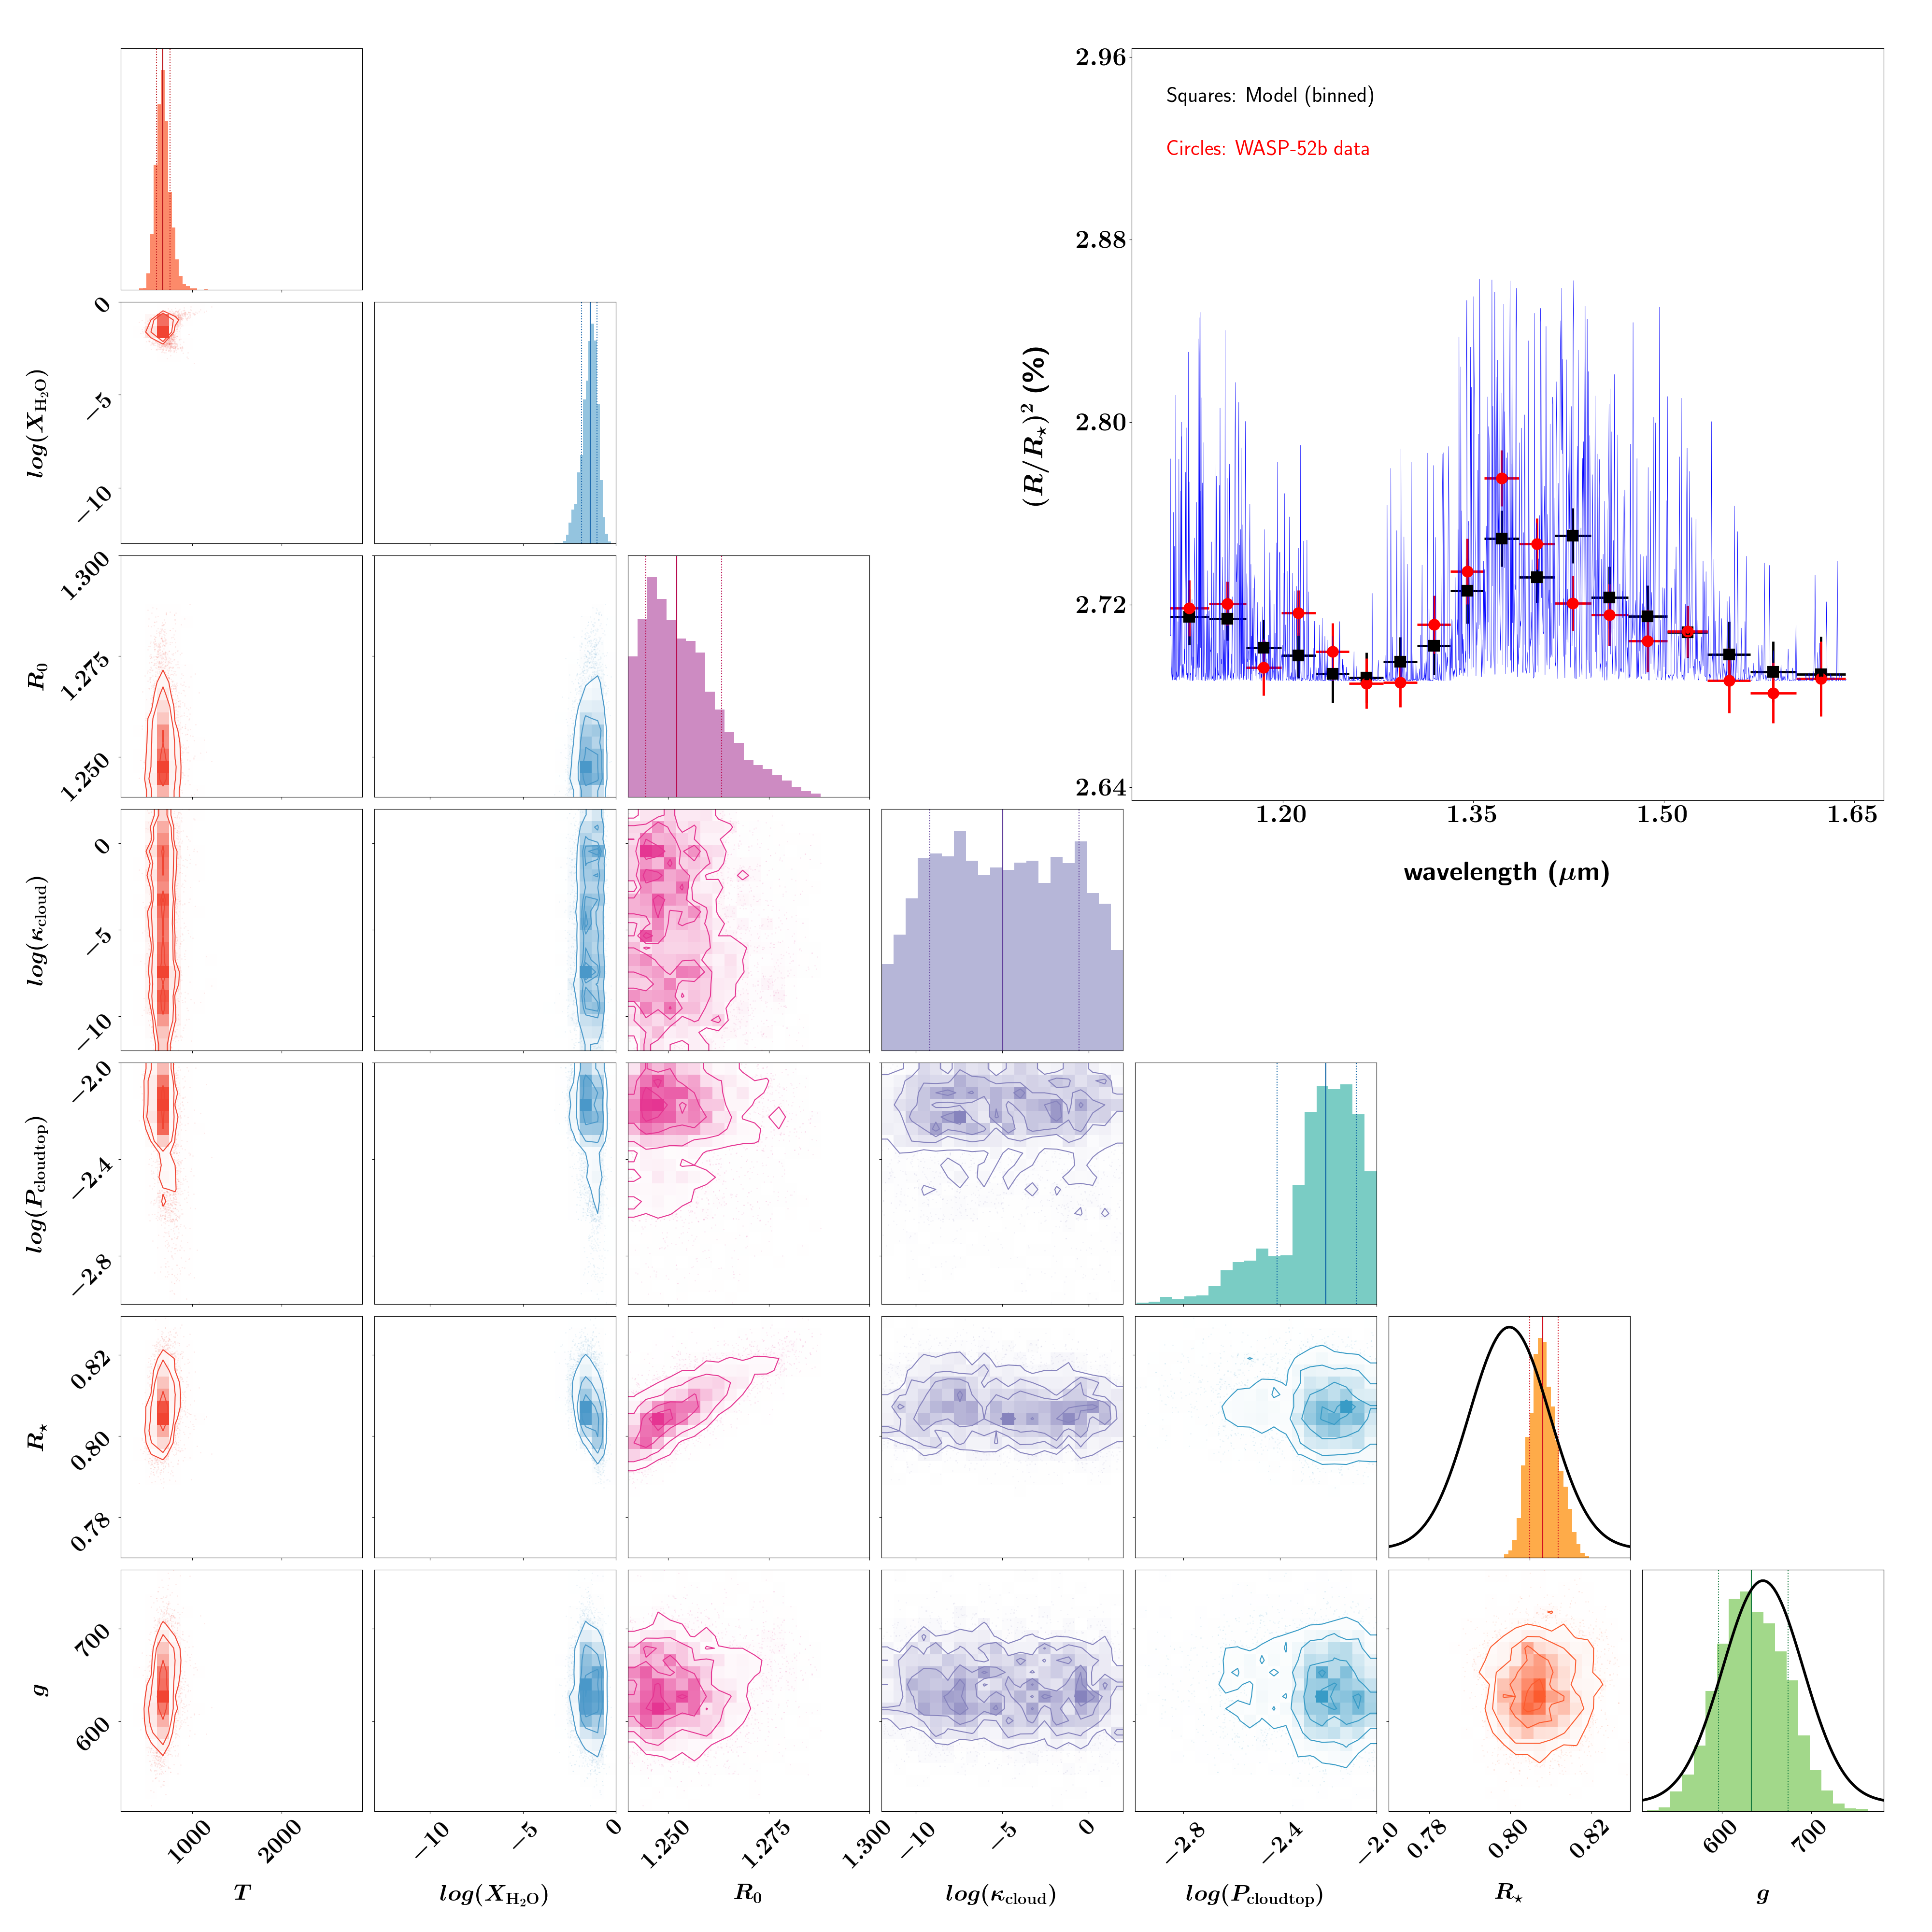 2.96
Squares: Model (binned)
Circles: WASP-52b data
2.88
2.80
2.72
2.64
(R/R⋆)² (%)
1.20 1.35 1.50 1.65
wavelength (μm)
0
−5
−10
log(X_H₂O)
1.300
1.275
1.250
R₀
0
−5
−10
log(κ_cloud)
−2.0
−2.4
−2.8
log(P_cloudtop)
0.82
0.80
0.78
R⋆
700
600
g
1000 2000 −10 −5 0 1.250 1.275 1.300 −10 −5 0 −2.8 −2.4 −2.0 0.78 0.80 0.82 600 700
T log(X_H₂O) R₀ log(κ_cloud) log(P_cloudtop) R⋆ g